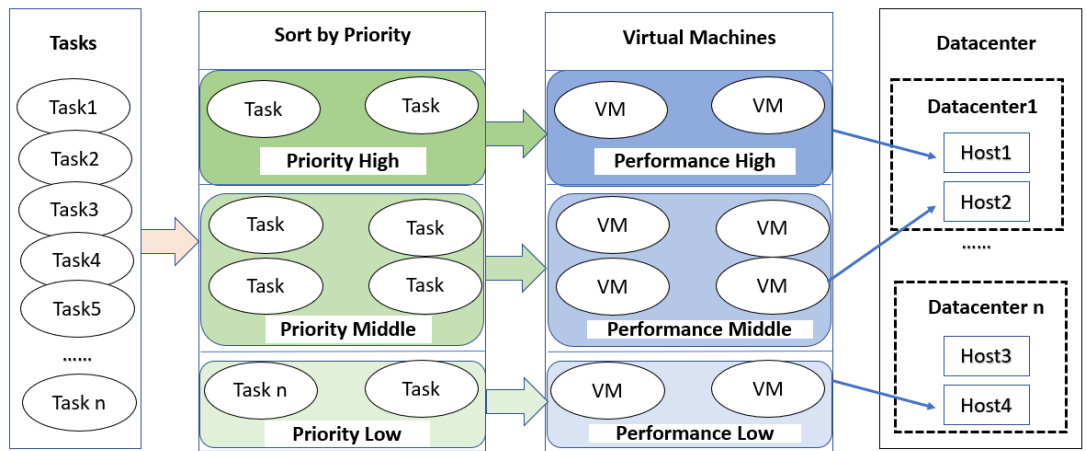 Tasks
Task1
Task2
Task3
Task4
Task5
......
Task n
Sort by Priority
Task Task
Priority High
Task Task
Task Task
Priority Middle
Task n Task
Priority Low
Virtual Machines
VM VM
Performance High
VM VM
VM VM
Performance Middle
VM VM
Performance Low
Datacenter
Datacenter1
Host1
Host2
......
Datacenter n
Host3
Host4